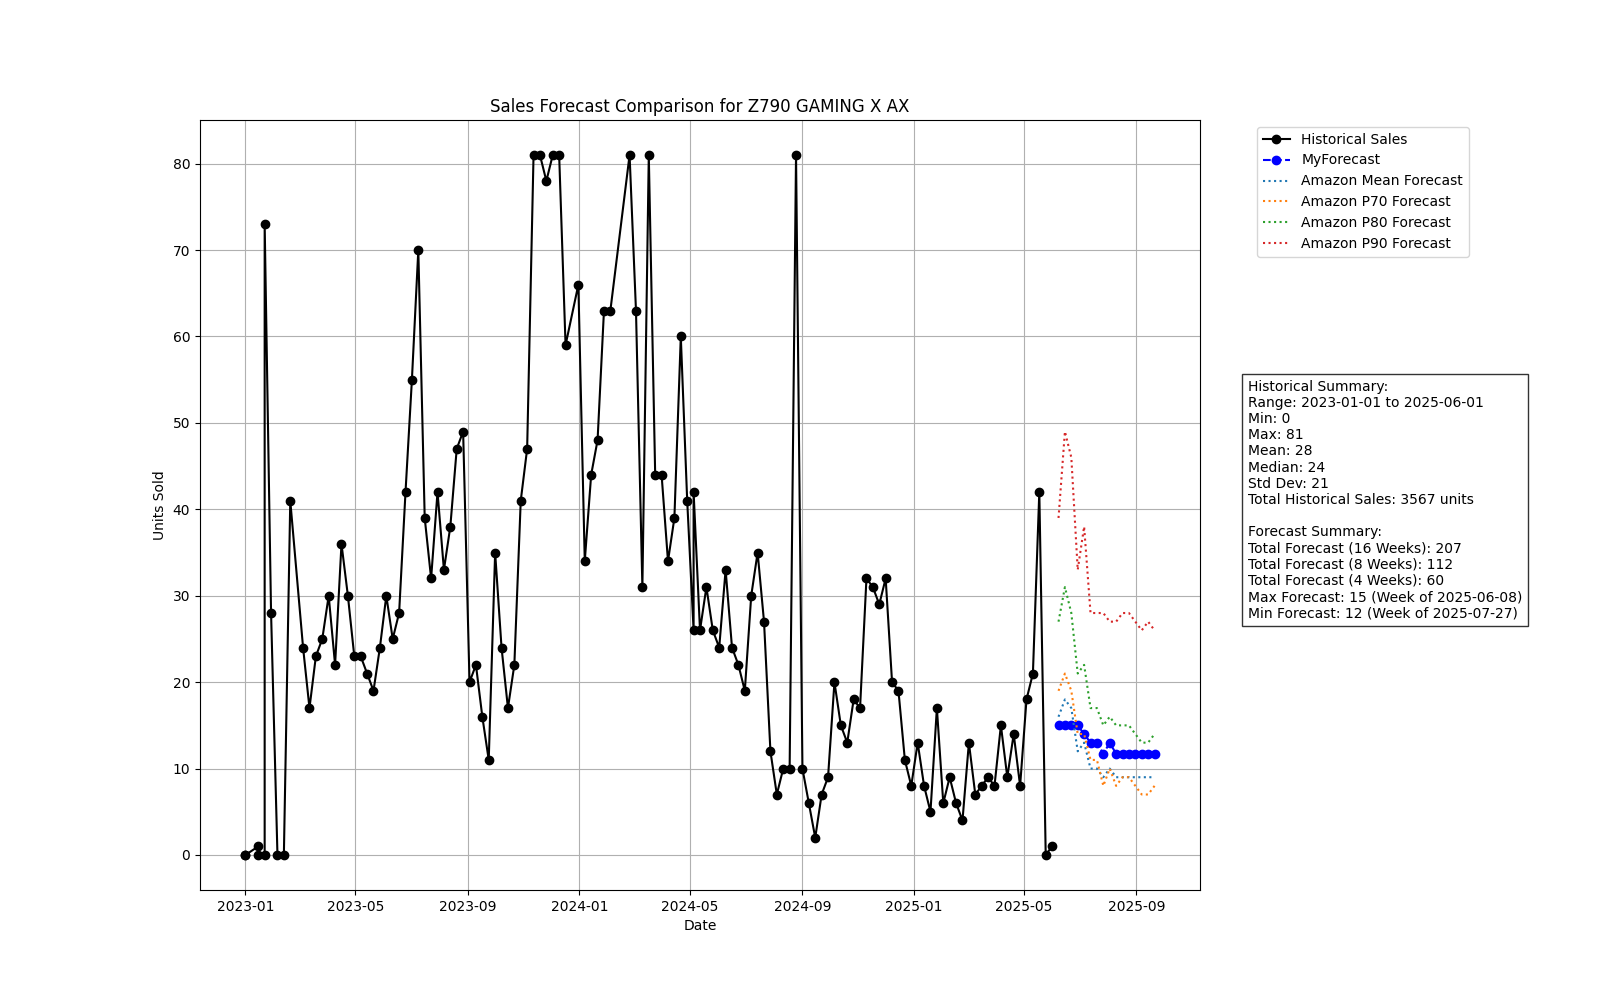 Sales Forecast Comparison for Z790 GAMING X AX
Units Sold
80
70
60
50
40
30
20
10
0
2023-01
2023-05
2023-09
2024-01
2024-05
2024-09
2025-01
2025-05
2025-09
Date
Historical Sales
MyForecast
Amazon Mean Forecast
Amazon P70 Forecast
Amazon P80 Forecast
Amazon P90 Forecast
Historical Summary:
Range: 2023-01-01 to 2025-06-01
Min: 0
Max: 81
Mean: 28
Median: 24
Std Dev: 21
Total Historical Sales: 3567 units
Forecast Summary:
Total Forecast (16 Weeks): 207
Total Forecast (8 Weeks): 112
Total Forecast (4 Weeks): 60
Max Forecast: 15 (Week of 2025-06-08)
Min Forecast: 12 (Week of 2025-07-27)